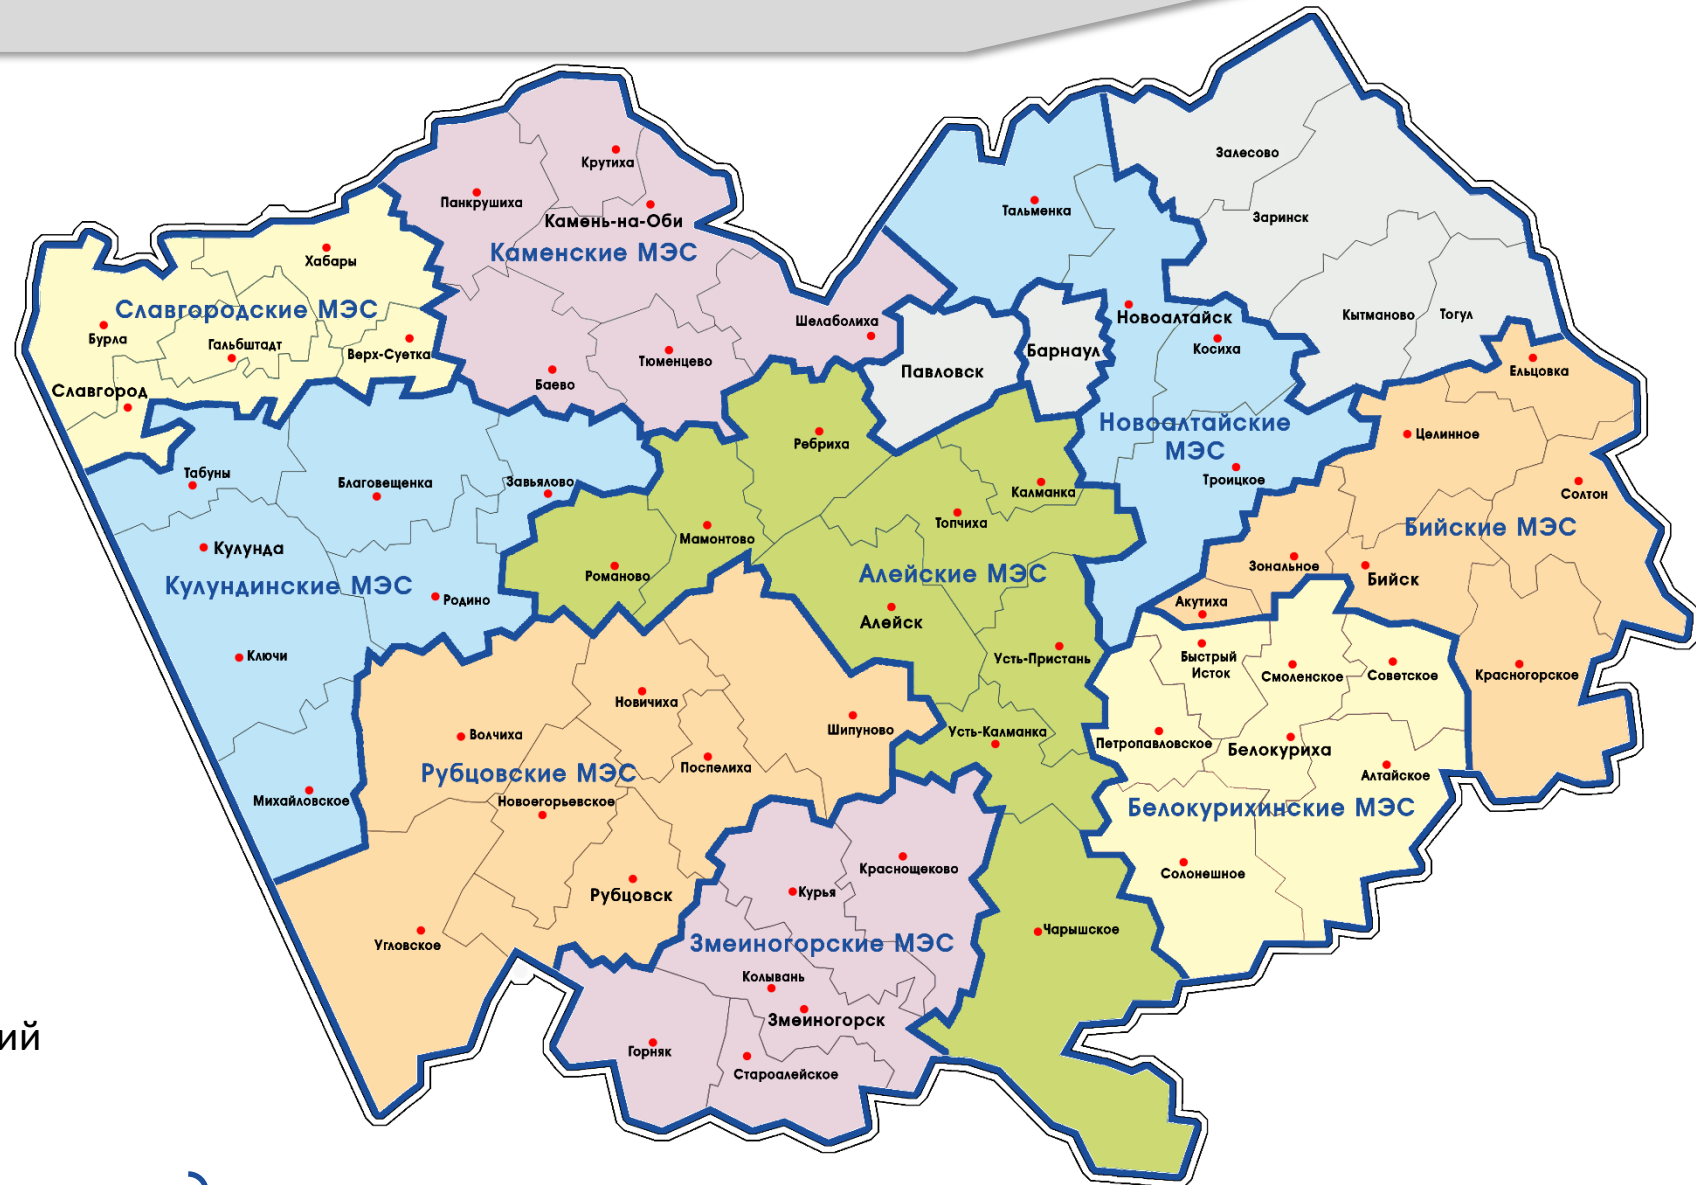 Залесово
Крутиха
Панкрушиха
Тальменка
Камень-на-Оби
Заринск
Каменские МЭС
Хабары
Славгородские МЭС
Новоалтайск
Кытманово
Тогул
Шелаболиха
Бурла
Гальбштадт
Верх-Суетка
Косиха
Барнаул
Тюменцево
Павловск
Ельцовка
Баево
Славгород
Новоалтайские
МЭС
Целинное
Ребриха
Табуны
Благовещенка
Завьялово
Троицкое
Калманка
Солтон
Топчиха
Бийские МЭС
Мамонтово
Кулунда
Зональное
Алейские МЭС
Романово
Бийск
Кулундинские МЭС
Родино
Акутиха
Алейск
Ключи
Усть-Пристань
Быстрый
Исток
Смоленское
Советское
Красногорское
Новичиха
Шипуново
Усть-Калманка
Волчиха
Петропавловское
Белокуриха
Поспелиха
Рубцовские МЭС
Алтайское
Михайловское
Новоегорьевское
Белокурихинские МЭС
Краснощеково
Солонешное
Курья
Рубцовск
Чарышское
Угловское
Змеиногорские МЭС
Колывань
Змеиногорск
ий
Горняк
Староалейское